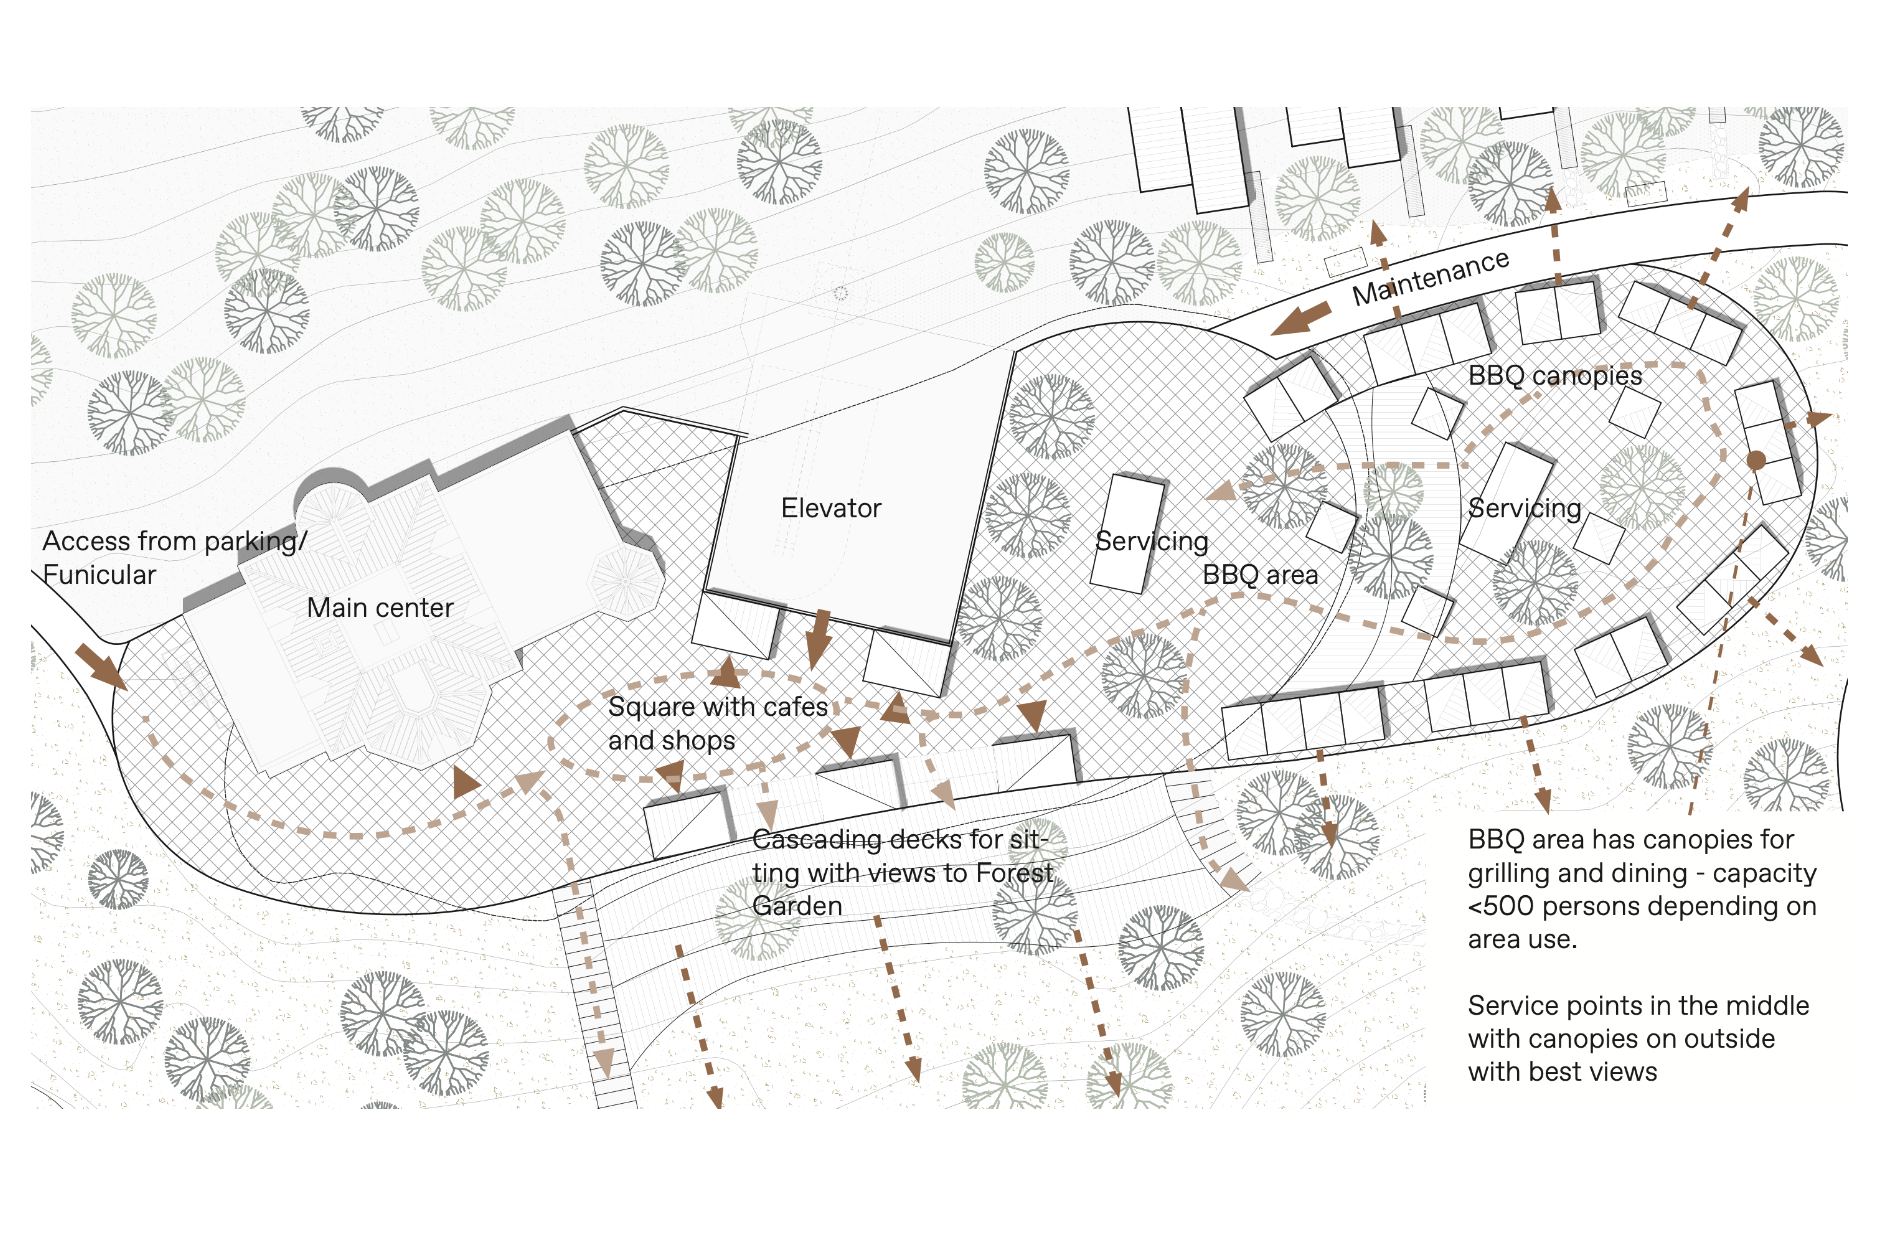 Maintenance
BBQ canopies
Elevator
Servicing
Access from parking/
Funicular
Servicing
BBQ area
Main center
Square with cafes
and shops
Cascading decks for sit-
ting with views to Forest
Garden
BBQ area has canopies for
grilling and dining - capacity
<500 persons depending on
area use.
Service points in the middle
with canopies on outside
with best views